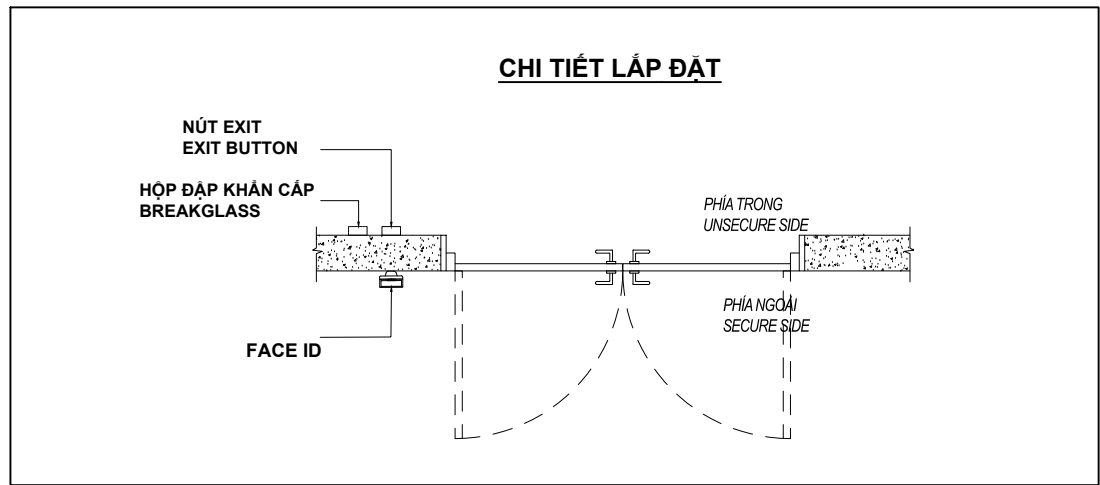 CHI TIẾT LẮP ĐẶT
NÚT EXIT
EXIT BUTTON
HỘP ĐẬP KHẨN CẤP
BREAKGLASS
PHÍA TRONG
UNSECURE SIDE
PHÍA NGOÀI
SECURE SIDE
FACE ID